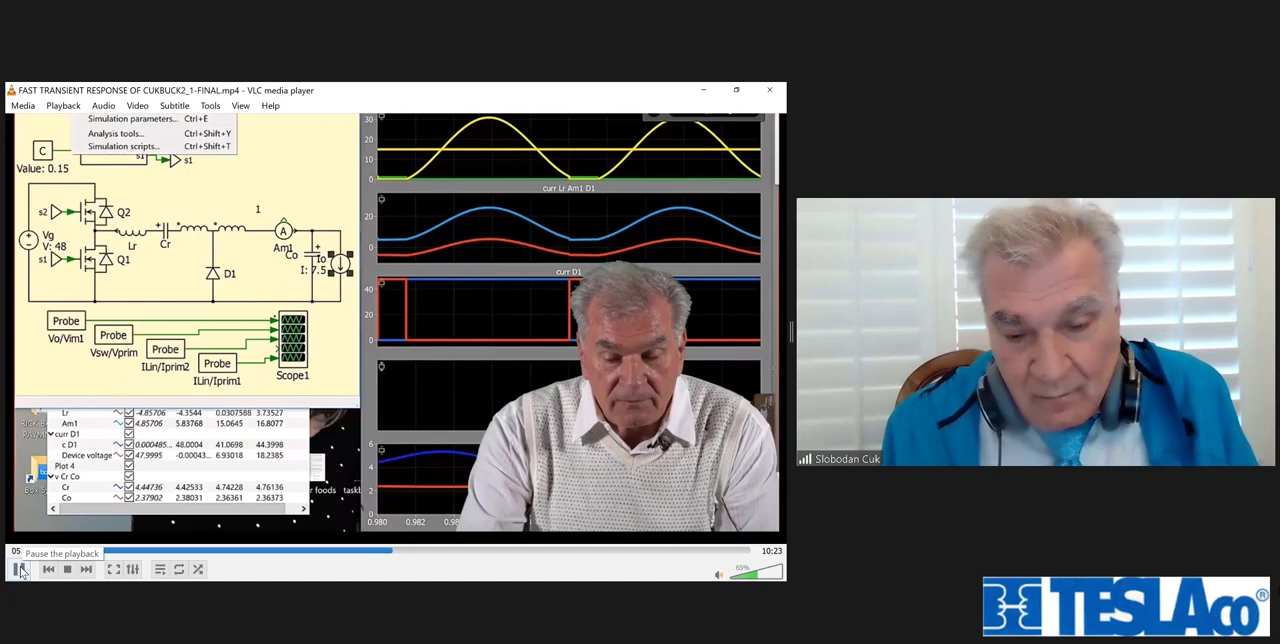 FAST TRANSIENT RESPONSE OF CUKBUCK2_1-FINAL.mp4 - VLC media player
Media Playback Audio Video Subtitle Tools View Help
Simulation parameters... Ctrl+E
Analysis tools... Ctrl+Shift+Y
Simulation scripts... Ctrl+Shift+T
C
s1
s1
Value: 0.15
1
s2
Q2
Vg
V: 48
Lr
Cr
A
Am1
Co
Io
I: 7.5
s1
Q1
D1
Probe
Vo/Vim1
Probe
Vsw/Vprim
Probe
ILin/Iprim2
Probe
ILin/Iprim1
Scope1
30
20
10
0
curr Lr Am1 D1
20
0
curr D1
40
20
0
6
4
2
0
0.980 0.982
Lr -4.85706 -4.3544 0.0307588 3.73527
Am1 4.85706 5.83768 15.0645 16.8077
curr D1
c D1 0.000485... 48.0004 41.0698 44.3998
Device voltage 47.9995 -0.00043... 6.93018 18.2385
Plot 4
v Cr Co
Cr 4.44736 4.42533 4.74228 4.76136
Co 2.37902 2.38031 2.36361 2.36373
Box
r foods
05
Pause the playback
10:23
65%
Slobodan Cuk
TESLAco®